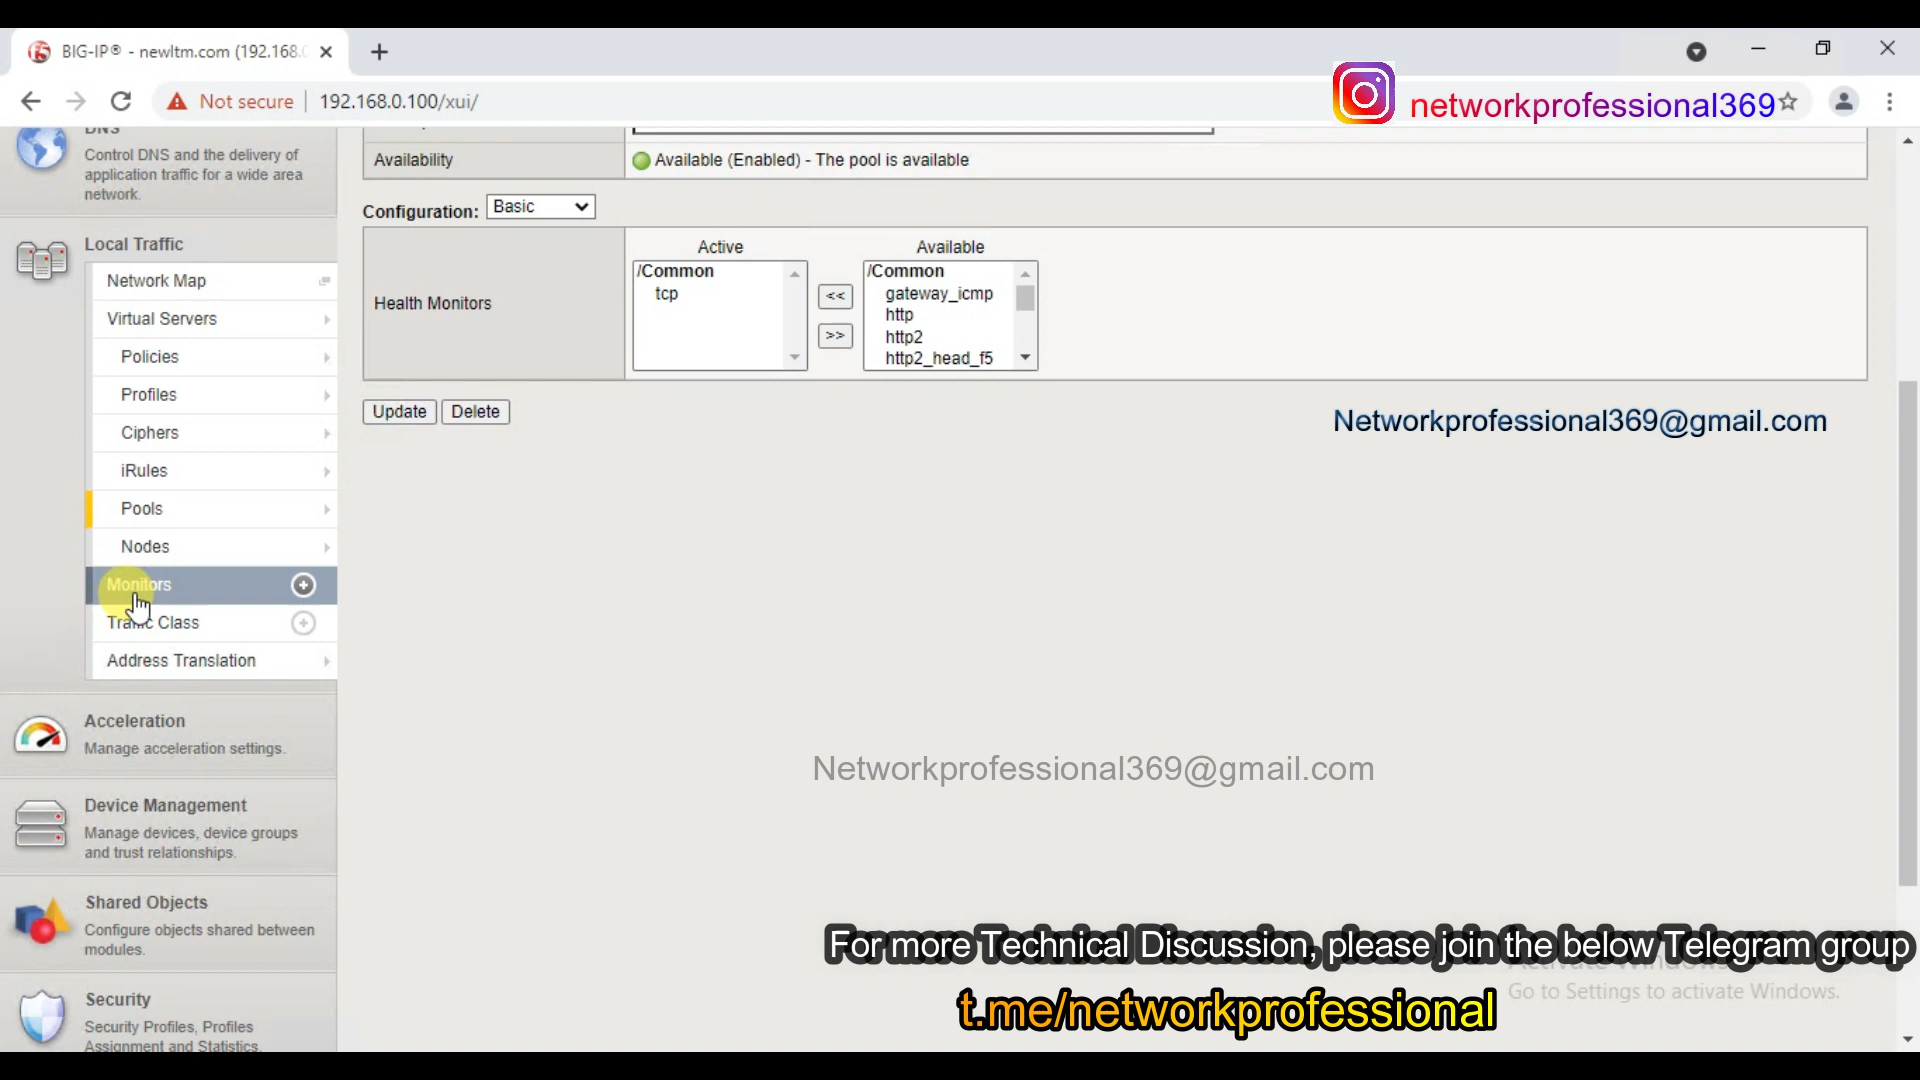 BIG-IP® - newltm.com (192.168.0
Not secure
192.168.0.100/xui/
networkprofessional369
DNS
Control DNS and the delivery of
application traffic for a wide area
network.
Local Traffic
Network Map
Virtual Servers
Policies
Profiles
Ciphers
iRules
Pools
Nodes
Monitors
Traffic Class
Address Translation
Acceleration
Manage acceleration settings.
Device Management
Manage devices, device groups
and trust relationships.
Shared Objects
Configure objects shared between
modules.
Security
Security Profiles, Profiles
Assignment and Statistics.
Availability
Available (Enabled) - The pool is available
Configuration: Basic
Health Monitors
Active
/Common
tcp
<<
>>
Available
/Common
gateway_icmp
http
http2
http2_head_f5
Update
Delete
Networkprofessional369@gmail.com
Networkprofessional369@gmail.com
For more Technical Discussion, please join the below Telegram group
t.me/networkprofessional
Activate Windows
Go to Settings to activate Windows.